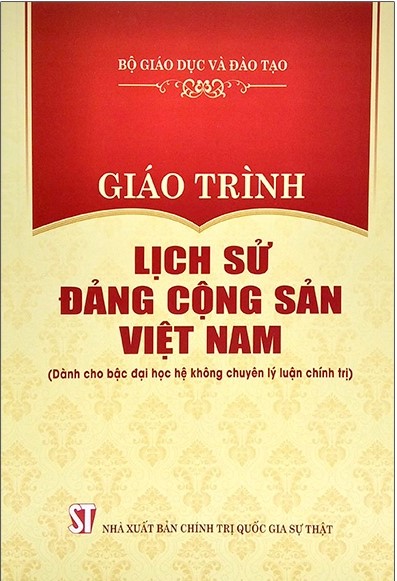 BỘ GIÁO DỤC VÀ ĐÀO TẠO
GIÁO TRÌNH
LỊCH SỬ
ĐẢNG CỘNG SẢN
VIỆT NAM
(Dành cho bậc đại học hệ không chuyên lý luận chính trị)
ST NHÀ XUẤT BẢN CHÍNH TRỊ QUỐC GIA SỰ THẬT